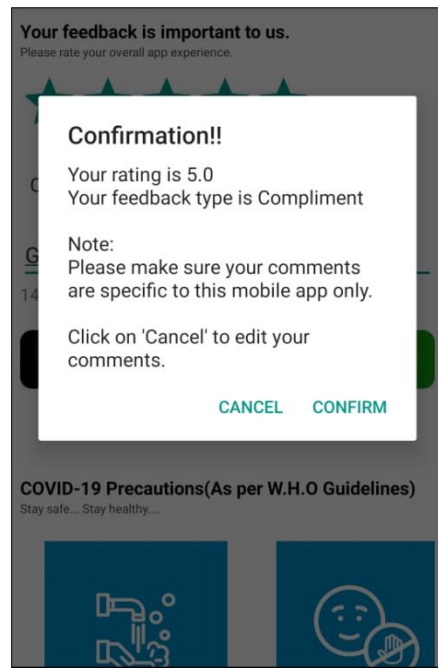 Your feedback is important to us.
Please rate your overall app experience.
Confirmation!!
Your rating is 5.0
Your feedback type is Compliment
Note:
Please make sure your comments
are specific to this mobile app only.
Click on 'Cancel' to edit your
comments.
CANCEL CONFIRM
COVID-19 Precautions(As per W.H.O Guidelines)
Stay safe... Stay healthy....